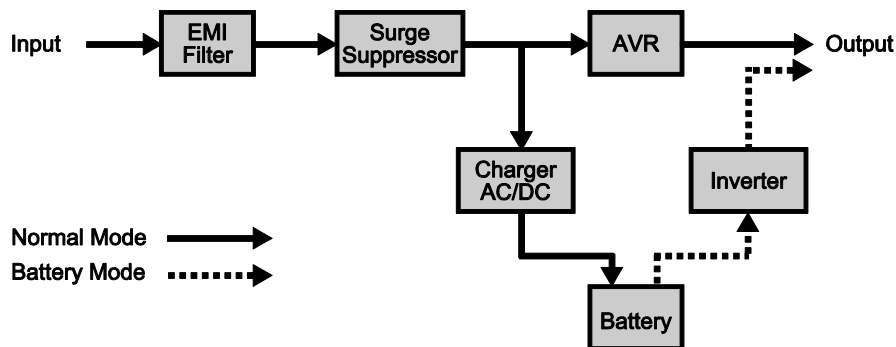 Input
EMI
Filter
Surge
Suppressor
AVR
Output
Charger
AC/DC
Inverter
Normal Mode
Battery Mode
Battery